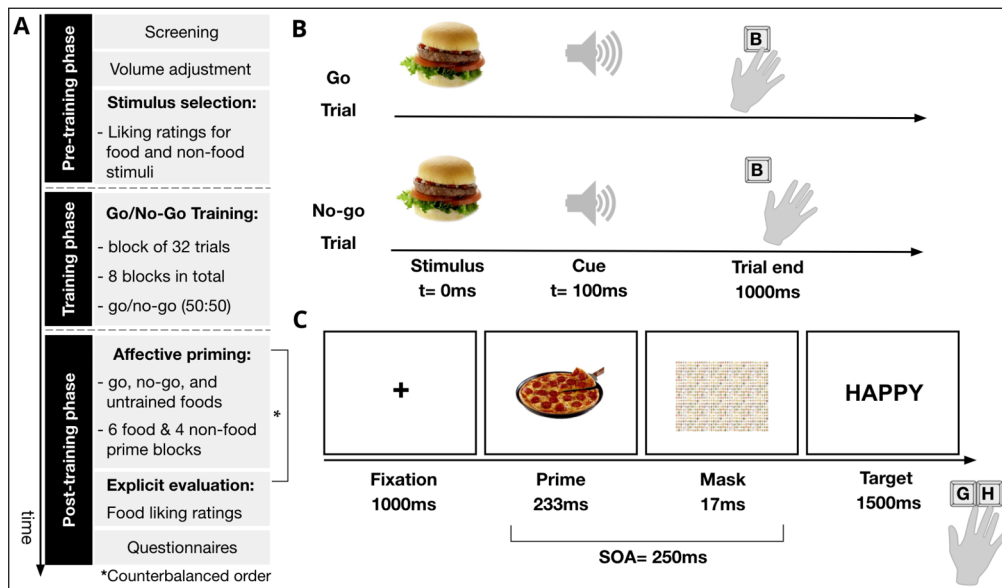 A
Pre-training phase
Screening
Volume adjustment
Stimulus selection:
- Liking ratings for
food and non-food
stimuli
Training phase
Go/No-Go Training:
- block of 32 trials
- 8 blocks in total
- go/no-go (50:50)
Post-training phase
Affective priming:
- go, no-go, and
untrained foods
- 6 food & 4 non-food
prime blocks
*
Explicit evaluation:
Food liking ratings
Questionnaires
time
*Counterbalanced order
B
Go
Trial
B
No-go
Trial
B
Stimulus
t= 0ms
Cue
t= 100ms
Trial end
1000ms
C
+
HAPPY
Fixation
1000ms
Prime
233ms
Mask
17ms
Target
1500ms
G H
SOA= 250ms